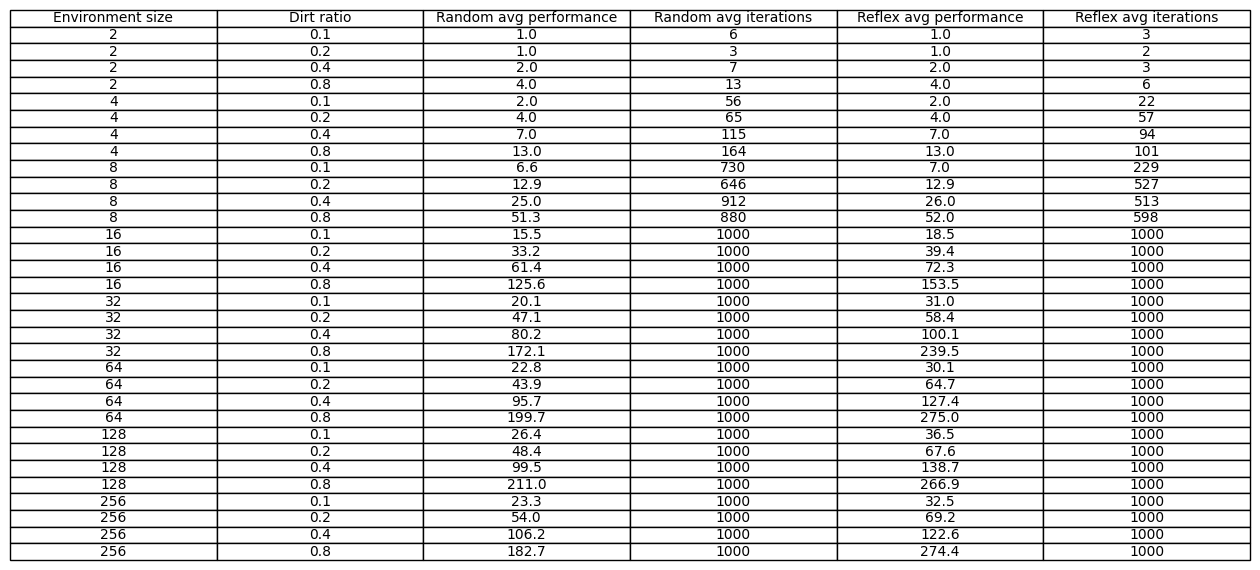 Environment size Dirt ratio Random avg performance Random avg iterations Reflex avg performance Reflex avg iterations
2 0.1 1.0 6 1.0 3
2 0.2 1.0 3 1.0 2
2 0.4 2.0 7 2.0 3
2 0.8 4.0 13 4.0 6
4 0.1 2.0 56 2.0 22
4 0.2 4.0 65 4.0 57
4 0.4 7.0 115 7.0 94
4 0.8 13.0 164 13.0 101
8 0.1 6.6 730 7.0 229
8 0.2 12.9 646 12.9 527
8 0.4 25.0 912 26.0 513
8 0.8 51.3 880 52.0 598
16 0.1 15.5 1000 18.5 1000
16 0.2 33.2 1000 39.4 1000
16 0.4 61.4 1000 72.3 1000
16 0.8 125.6 1000 153.5 1000
32 0.1 20.1 1000 31.0 1000
32 0.2 47.1 1000 58.4 1000
32 0.4 80.2 1000 100.1 1000
32 0.8 172.1 1000 239.5 1000
64 0.1 22.8 1000 30.1 1000
64 0.2 43.9 1000 64.7 1000
64 0.4 95.7 1000 127.4 1000
64 0.8 199.7 1000 275.0 1000
128 0.1 26.4 1000 36.5 1000
128 0.2 48.4 1000 67.6 1000
128 0.4 99.5 1000 138.7 1000
128 0.8 211.0 1000 266.9 1000
256 0.1 23.3 1000 32.5 1000
256 0.2 54.0 1000 69.2 1000
256 0.4 106.2 1000 122.6 1000
256 0.8 182.7 1000 274.4 1000